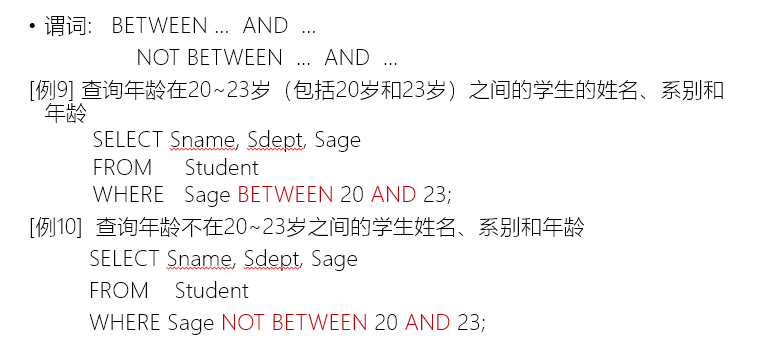 • 谓词: BETWEEN … AND …
NOT BETWEEN … AND …
[例9] 查询年龄在20~23岁（包括20岁和23岁）之间的学生的姓名、系别和
年龄
SELECT Sname, Sdept, Sage
FROM Student
WHERE Sage BETWEEN 20 AND 23;
[例10] 查询年龄不在20~23岁之间的学生姓名、系别和年龄
SELECT Sname, Sdept, Sage
FROM Student
WHERE Sage NOT BETWEEN 20 AND 23;